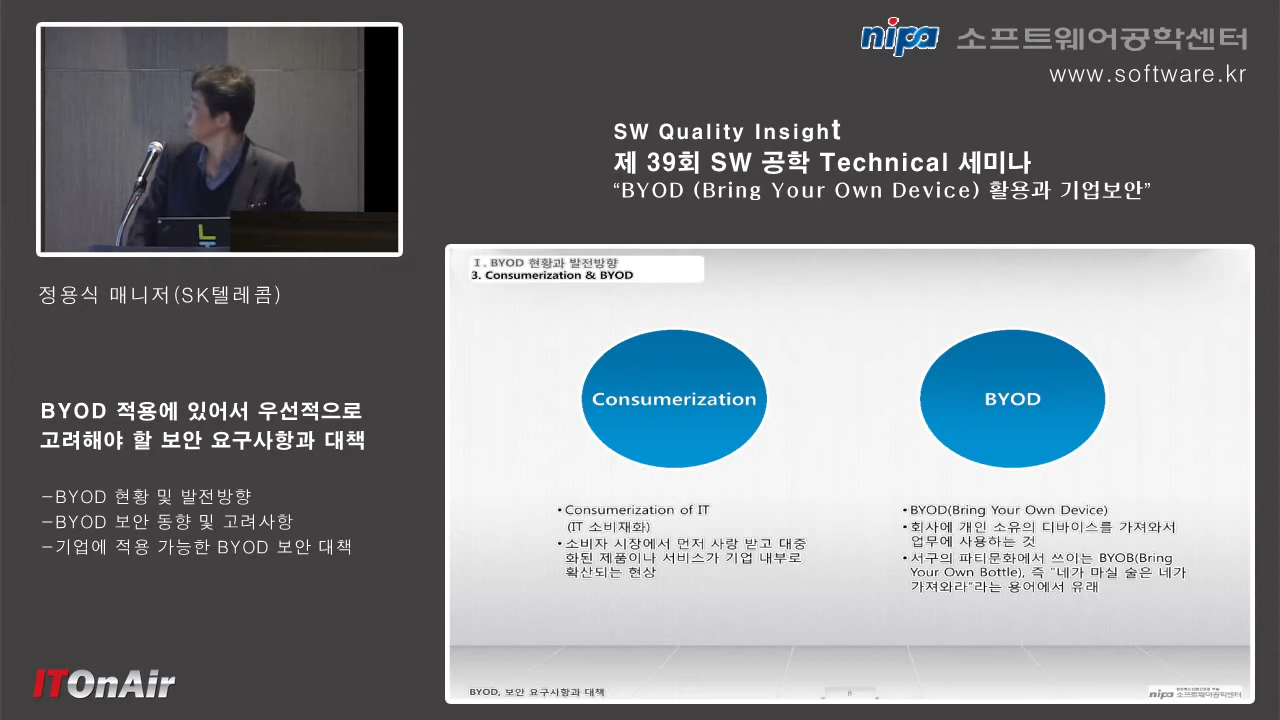 nipa 소프트웨어공학센터
www.software.kr
SW Quality Insight
제 39회 SW 공학 Technical 세미나
“BYOD (Bring Your Own Device) 활용과 기업보안”
정용식 매니저(SK텔레콤)
BYOD 적용에 있어서 우선적으로
고려해야 할 보안 요구사항과 대책
-BYOD 현황 및 발전방향
-BYOD 보안 동향 및 고려사항
-기업에 적용 가능한 BYOD 보안 대책
ITOnAir
I. BYOD 현황과 발전방향
3. Consumerization & BYOD
Consumerization
BYOD
• Consumerization of IT
(IT 소비재화)
• 소비자 시장에서 먼저 사랑 받고 대중
화된 제품이나 서비스가 기업 내부로
확산되는 현상
• BYOD(Bring Your Own Device)
• 회사에 개인 소유의 디바이스를 가져와서
업무에 사용하는 것
• 서구의 파티문화에서 쓰이는 BYOB(Bring
Your Own Bottle), 즉 "네가 마실 술은 네가
가져와라"라는 용어에서 유래
BYOD, 보안 요구사항과 대책
8
nipa 소프트웨어공학센터